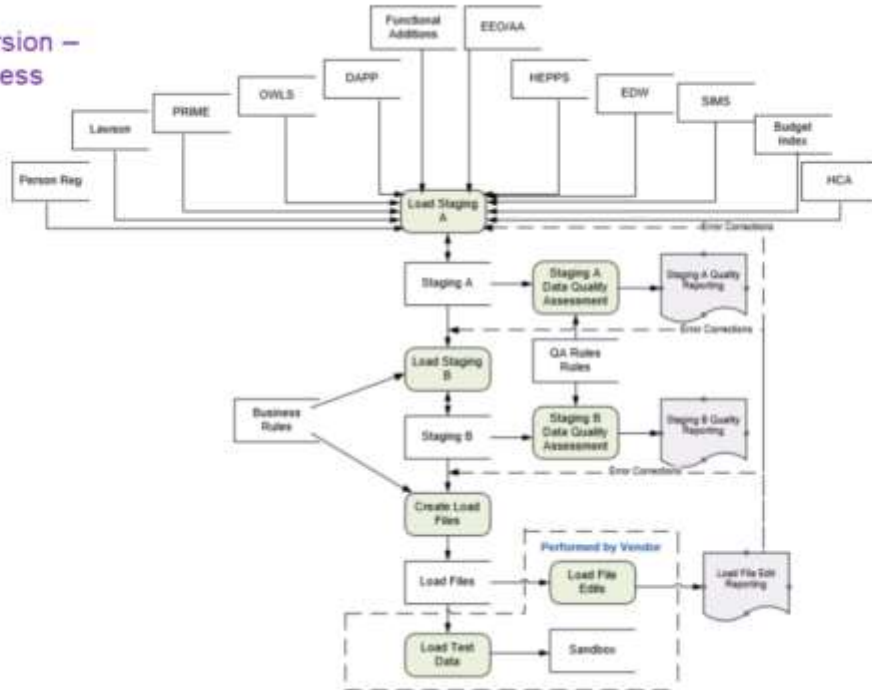 rsion –
ess
Functional
Additions
EEO/AA
DAPP
HEPPS
OWLS
EDW
PRIME
SIMS
Lawson
Budget
Index
Person Reg
HCA
Load Staging
A
Error Corrections
Staging A
Staging A
Data Quality
Assessment
Staging A Quality
Reporting
Error Corrections
Load Staging
B
QA Rules
Rules
Business
Rules
Staging B
Staging B
Data Quality
Assessment
Staging B Quality
Reporting
Error Corrections
Create Load
Files
Performed by Vendor
Load Files
Load File
Edits
Load File Edit
Reporting
Load Test
Data
Sandbox